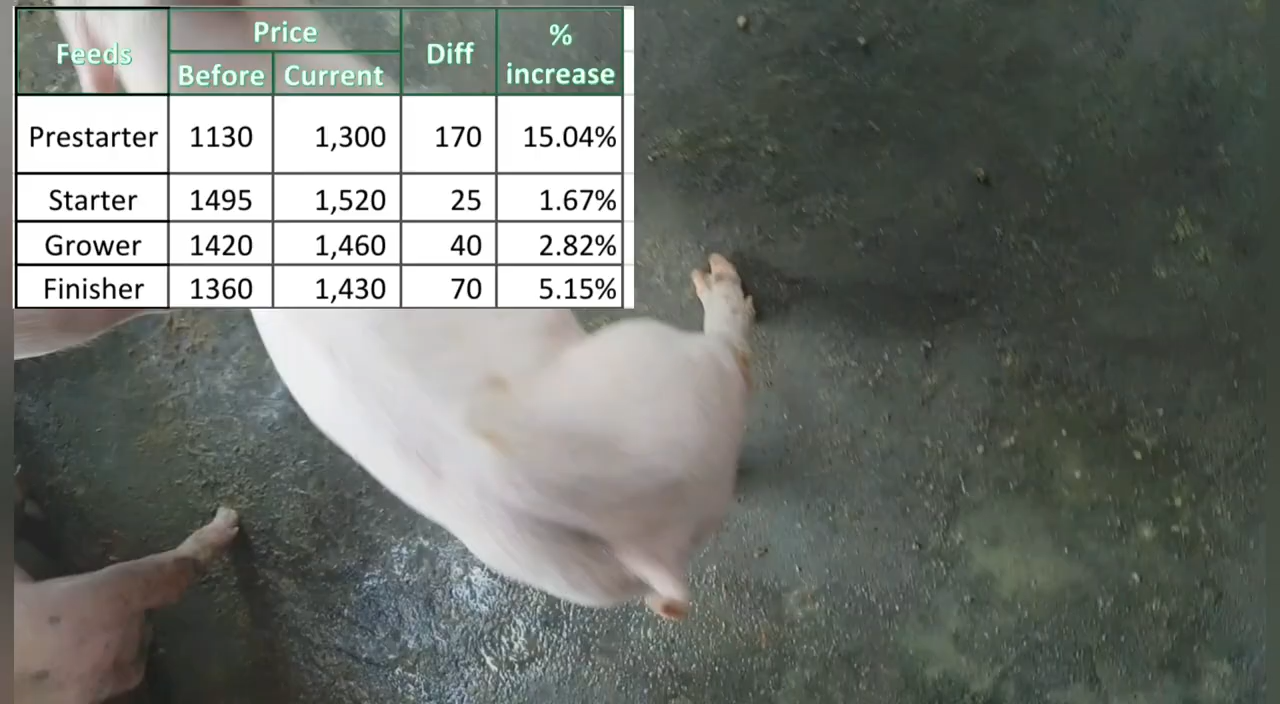 Feeds Price Diff % increase
Before Current
Prestarter 1130 1,300 170 15.04%
Starter 1495 1,520 25 1.67%
Grower 1420 1,460 40 2.82%
Finisher 1360 1,430 70 5.15%